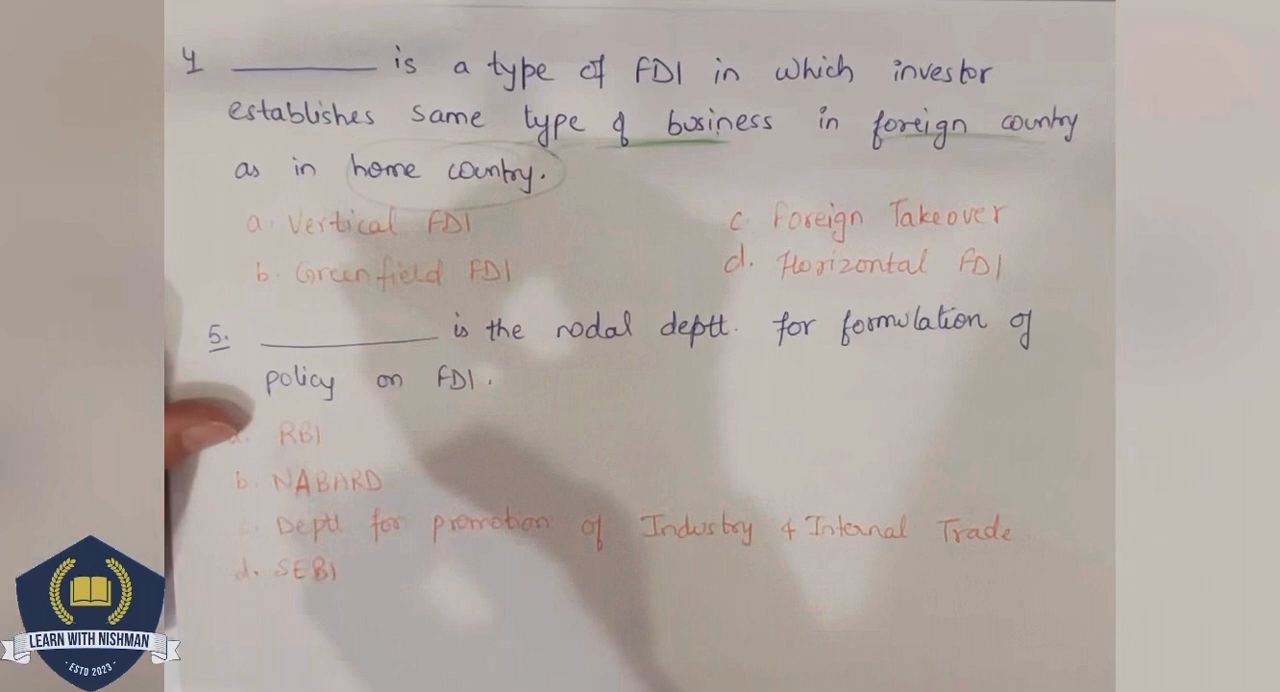 4 ________ is a type of FDI in which investor
establishes same type of business in foreign country
as in home country.
a. Vertical FDI
b. Greenfield FDI
c. Foreign Takeover
d. Horizontal FDI
5. ________ is the nodal deptt. for formulation of
policy on FDI.
a. RBI
b. NABARD
c. Deptt for promotion of Industry & Internal Trade
d. SEBI
LEARN WITH NISHMAN
· ESTD 2023 ·